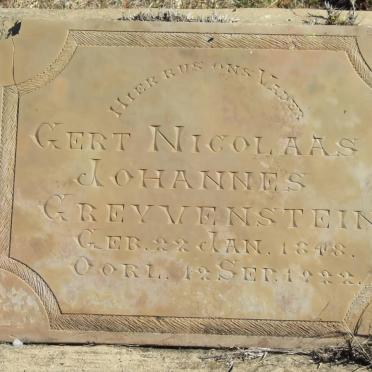 HIER RUS ONS VADER
GERT NICOLAAS
JOHANNES
GREYVENSTEIN
GEB. 22 JAN. 1848.
OORL. 12 SEP. 1922.